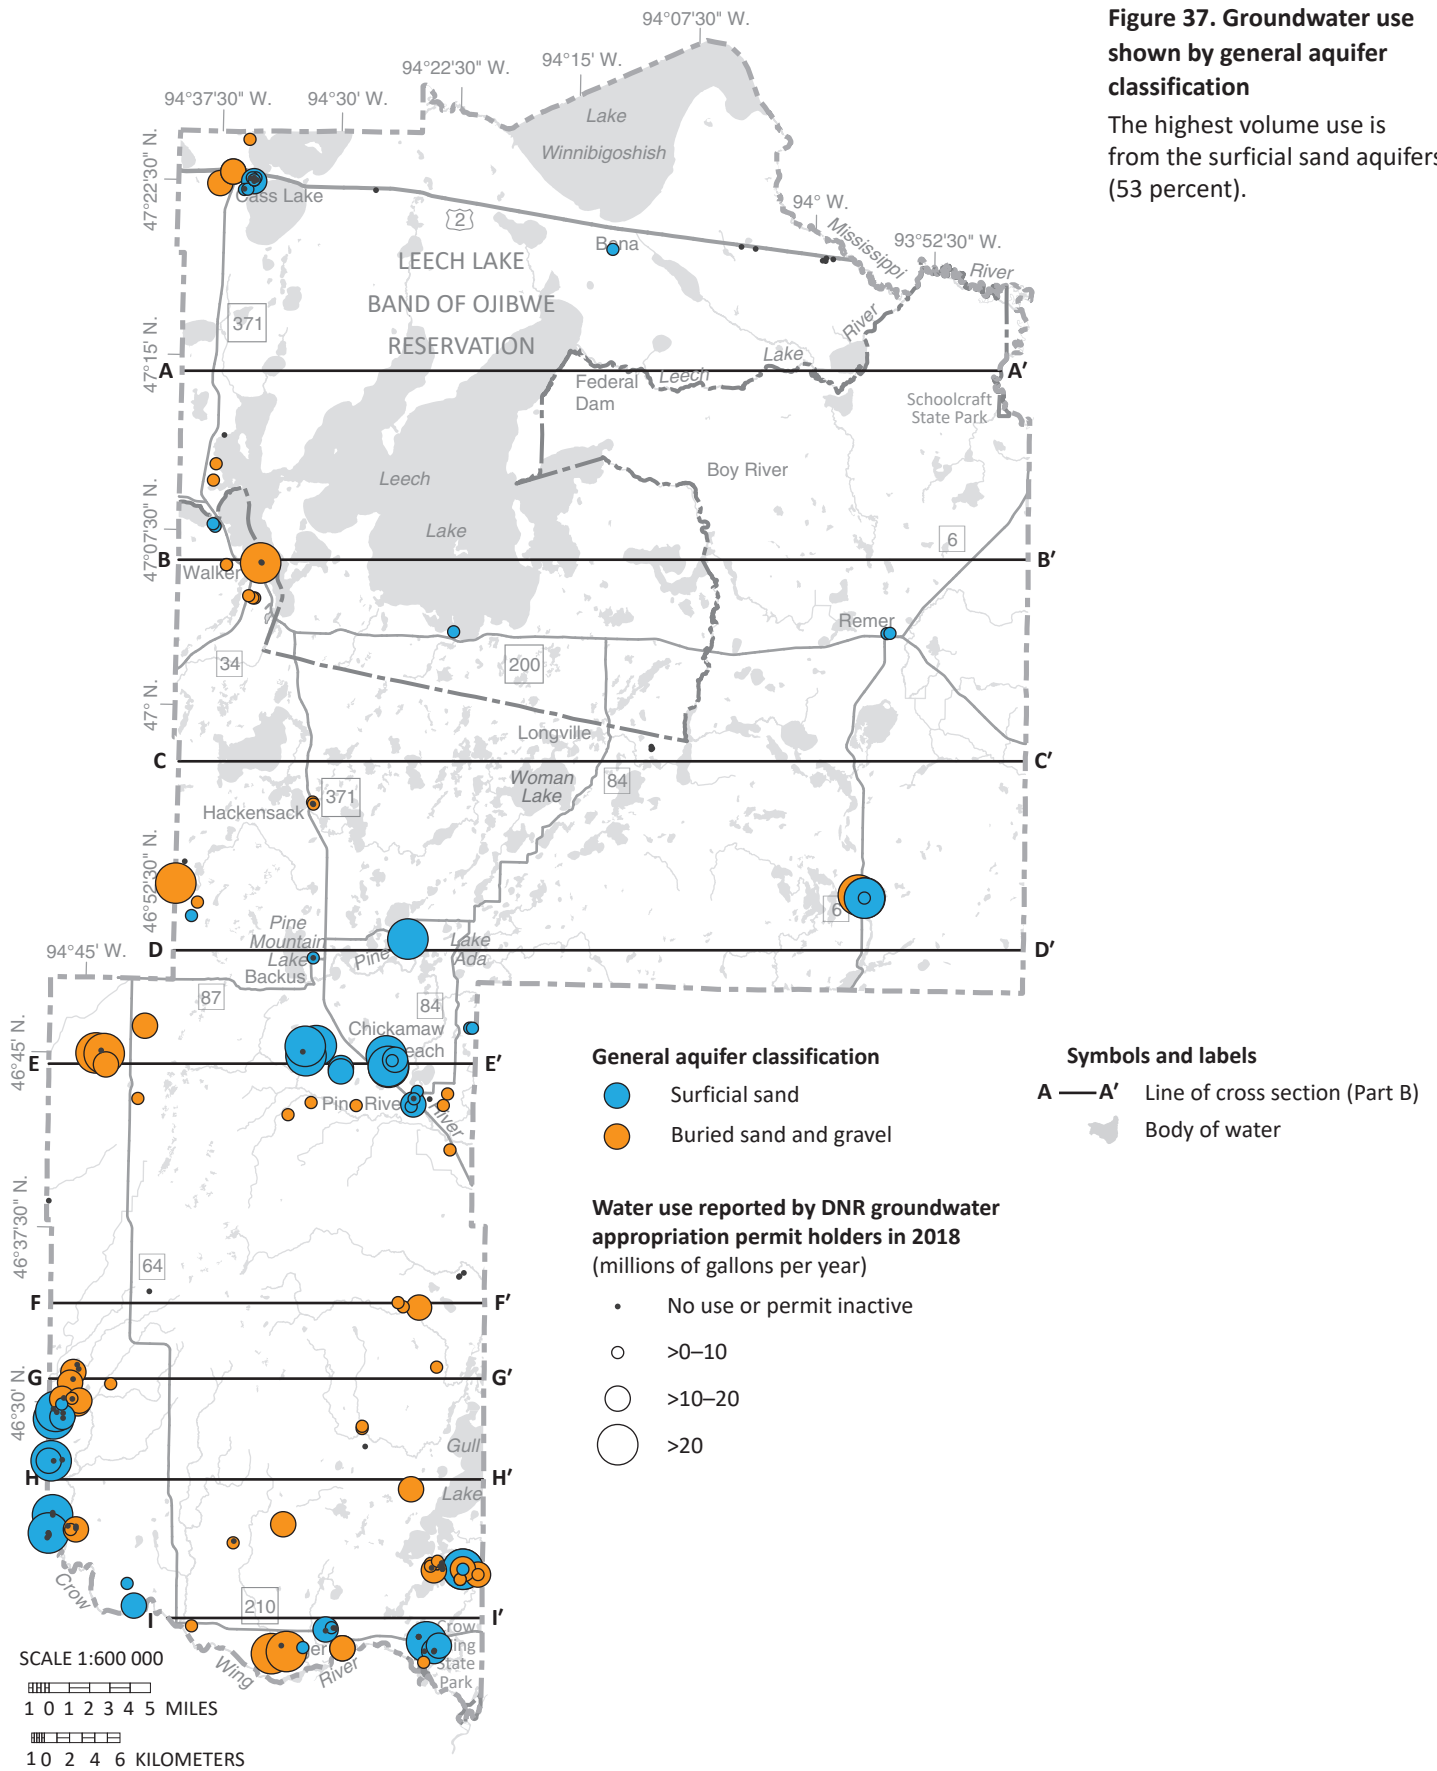 94°07'30" W.
94°15' W.
94°22'30" W.
94°37'30" W.
94°30' W.
Figure 37. Groundwater use
shown by general aquifer
classification
The highest volume use is
from the surficial sand aquifers
(53 percent).
Lake
Winnibigoshish
47°22'30" N.
Cass Lake
2
94° W.
Mississippi
93°52'30" W.
River
Bena
LEECH LAKE
BAND OF OJIBWE
RESERVATION
371
River
47°15' N.
Lake
Leech
A
A′
Federal
Dam
Schoolcraft
State Park
Leech
Lake
Boy River
47°07'30" N.
6
B
B′
Walker
Remer
34
200
47° N.
Longville
C
C′
Woman
Lake
84
371
Hackensack
46°52'30" N.
6
Pine
Mountain
Lake
Backus
Pine
Lake
Ada
94°45' W.
D
D′
87
84
Chickamaw
each
46°45' N.
E
E′
Pine River
River
General aquifer classification
Surficial sand
Buried sand and gravel
Symbols and labels
A A′ Line of cross section (Part B)
Body of water
Water use reported by DNR groundwater
appropriation permit holders in 2018
(millions of gallons per year)
No use or permit inactive
>0–10
>10–20
>20
46°37'30" N.
64
F
F′
G
G′
46°30' N.
Gull
Lake
H
H′
Crow
210
I
I′
Crow
ing
State
Park
Wing
River
SCALE 1:600 000
1 0 1 2 3 4 5 MILES
1 0 2 4 6 KILOMETERS